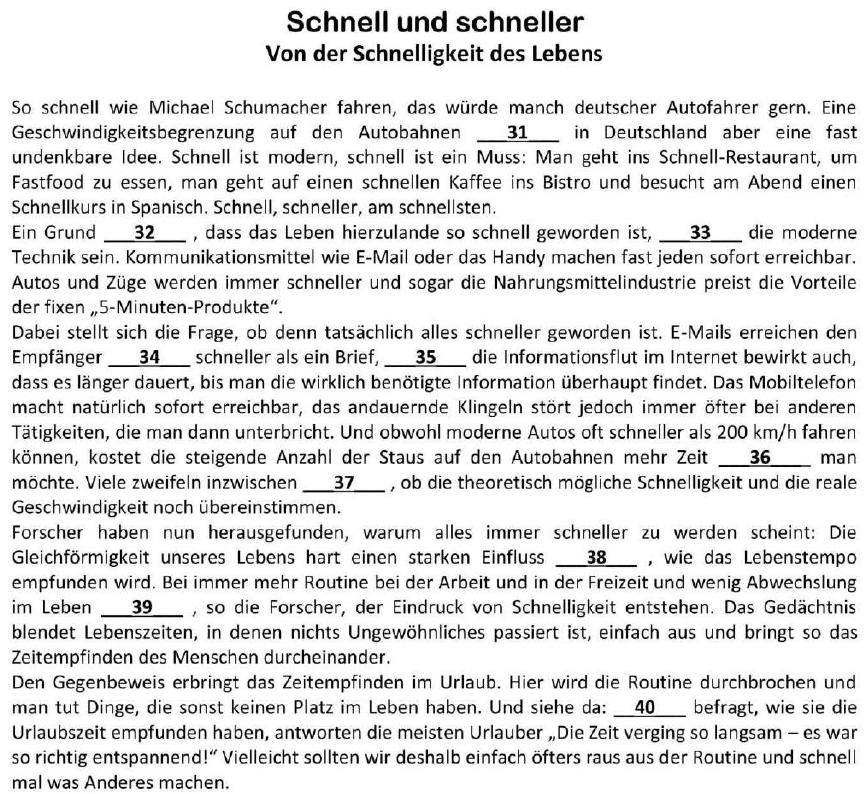 Schnell und schneller
Von der Schnelligkeit des Lebens
So schnell wie Michael Schumacher fahren, das würde manch deutscher Autofahrer gern. Eine
Geschwindigkeitsbegrenzung auf den Autobahnen ___31___ in Deutschland aber eine fast
undenkbare Idee. Schnell ist modern, schnell ist ein Muss: Man geht ins Schnell-Restaurant, um
Fastfood zu essen, man geht auf einen schnellen Kaffee ins Bistro und besucht am Abend einen
Schnellkurs in Spanisch. Schnell, schneller, am schnellsten.
Ein Grund ___32___ , dass das Leben hierzulande so schnell geworden ist, ___33___ die moderne
Technik sein. Kommunikationsmittel wie E-Mail oder das Handy machen fast jeden sofort erreichbar.
Autos und Züge werden immer schneller und sogar die Nahrungsmittelindustrie preist die Vorteile
der fixen „5-Minuten-Produkte“.
Dabei stellt sich die Frage, ob denn tatsächlich alles schneller geworden ist. E-Mails erreichen den
Empfänger ___34___ schneller als ein Brief, ___35___ die Informationsflut im Internet bewirkt auch,
dass es länger dauert, bis man die wirklich benötigte Information überhaupt findet. Das Mobiltelefon
macht natürlich sofort erreichbar, das andauernde Klingeln stört jedoch immer öfter bei anderen
Tätigkeiten, die man dann unterbricht. Und obwohl moderne Autos oft schneller als 200 km/h fahren
können, kostet die steigende Anzahl der Staus auf den Autobahnen mehr Zeit ___36___ man
möchte. Viele zweifeln inzwischen ___37___ , ob die theoretisch mögliche Schnelligkeit und die reale
Geschwindigkeit noch übereinstimmen.
Forscher haben nun herausgefunden, warum alles immer schneller zu werden scheint: Die
Gleichförmigkeit unseres Lebens hart einen starken Einfluss ___38___ , wie das Lebenstempo
empfunden wird. Bei immer mehr Routine bei der Arbeit und in der Freizeit und wenig Abwechslung
im Leben ___39___ , so die Forscher, der Eindruck von Schnelligkeit entstehen. Das Gedächtnis
blendet Lebenszeiten, in denen nichts Ungewöhnliches passiert ist, einfach aus und bringt so das
Zeitempfinden des Menschen durcheinander.
Den Gegenbeweis erbringt das Zeitempfinden im Urlaub. Hier wird die Routine durchbrochen und
man tut Dinge, die sonst keinen Platz im Leben haben. Und siehe da: __40___ befragt, wie sie die
Urlaubszeit empfunden haben, antworten die meisten Urlauber „Die Zeit verging so langsam – es war
so richtig entspannend!“ Vielleicht sollten wir deshalb einfach öfters raus aus der Routine und schnell
mal was Anderes machen.